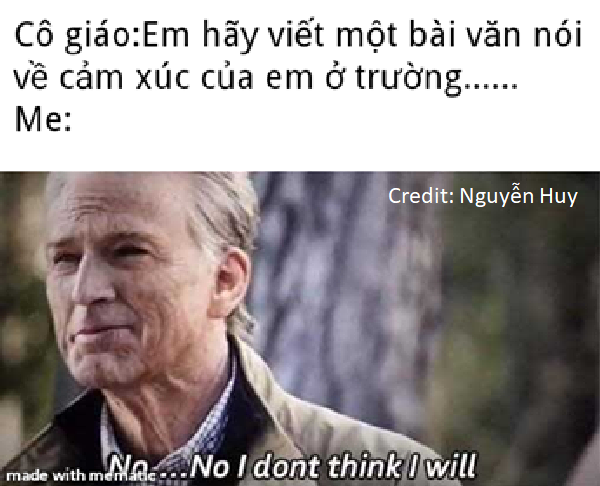 Cô giáo:Em hãy viết một bài văn nói
về cảm xúc của em ở trường......
Me:
Credit: Nguyễn Huy
No....No I dont think I will
made with mematic